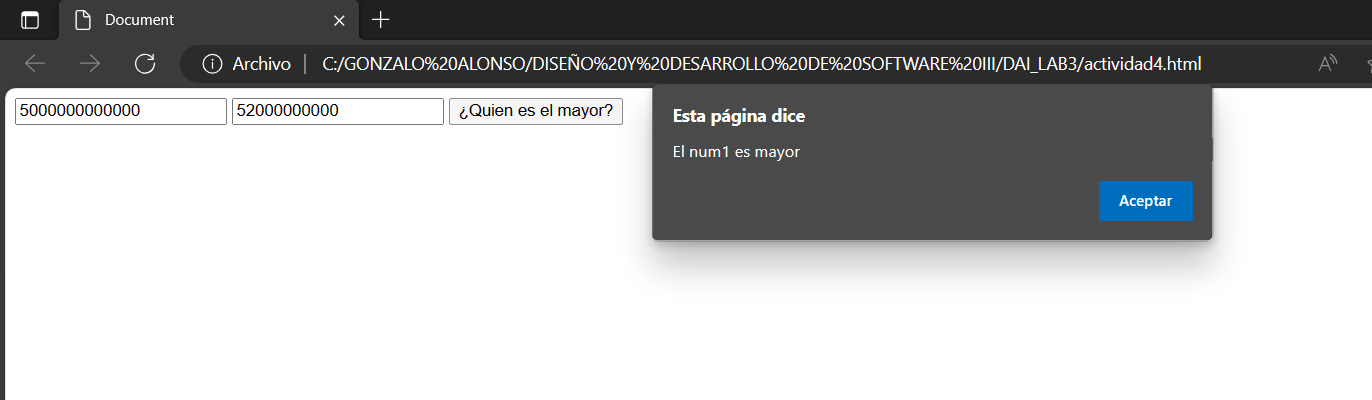 Document
Archivo | C:/GONZALO%20ALONSO/DISEÑO%20Y%20DESARROLLO%20DE%20SOFTWARE%20III/DAI_LAB3/actividad4.html
5000000000000 52000000000 ¿Quien es el mayor?
Esta página dice
El num1 es mayor
Aceptar